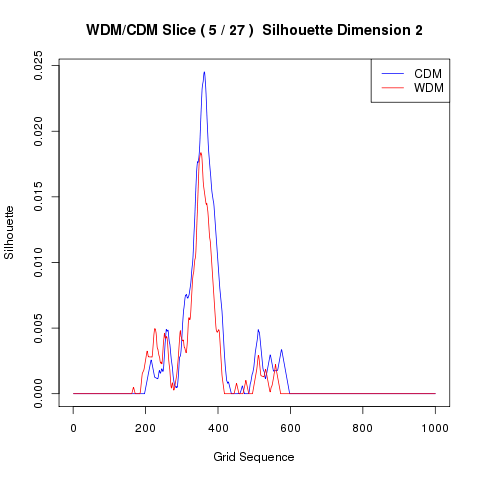 WDM/CDM Slice ( 5 / 27 )  Silhouette Dimension 2
CDM
WDM
Silhouette
0.025
0.020
0.015
0.010
0.005
0.000
0 200 400 600 800 1000
Grid Sequence